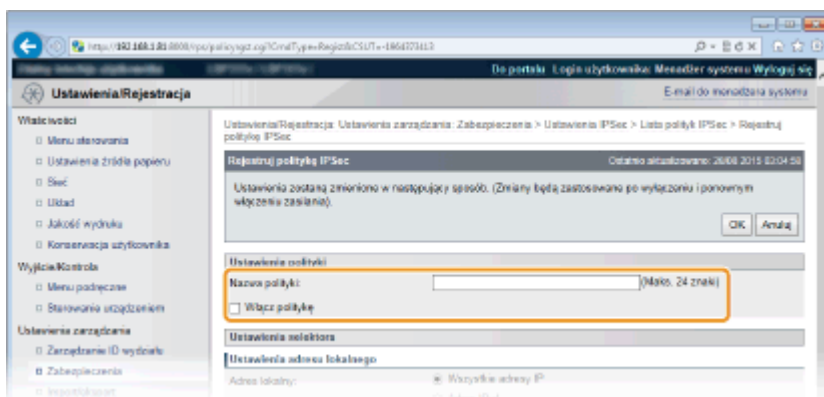 Do portalu Login użytkownika: Menedżer systemu Wyloguj się
Ustawienia/Rejestracja
E-mail do menedżera systemu
Właściwości
Menu sterowania
Ustawienia źródła papieru
Sieć
Układ
Jakość wydruku
Konserwacja użytkownika
Wyjście/Kontrola
Menu podręczne
Sterowanie urządzeniem
Ustawienia zarządzania
Zarządzanie ID wydziału
Zabezpieczenia
Import/Eksport
Ustawienia/Rejestracja: Ustawienia zarządzania: Zabezpieczenia > Ustawienia IPSec > Lista polityk IPSec > Rejestruj
politykę IPSec
Rejestruj politykę IPSec
Ostatnio aktualizowano: 2015 03:04:58
Ustawienia zostaną zmienione w następujący sposób. (Zmiany będą zastosowane po wyłączeniu i ponownym
włączeniu zasilania).
OK Anuluj
Ustawienia polityki
Nazwa polityki: (Maks. 24 znaki)
Włącz politykę
Ustawienia selektora
Ustawienia adresu lokalnego
Adres lokalny: Wszystkie adresy IP